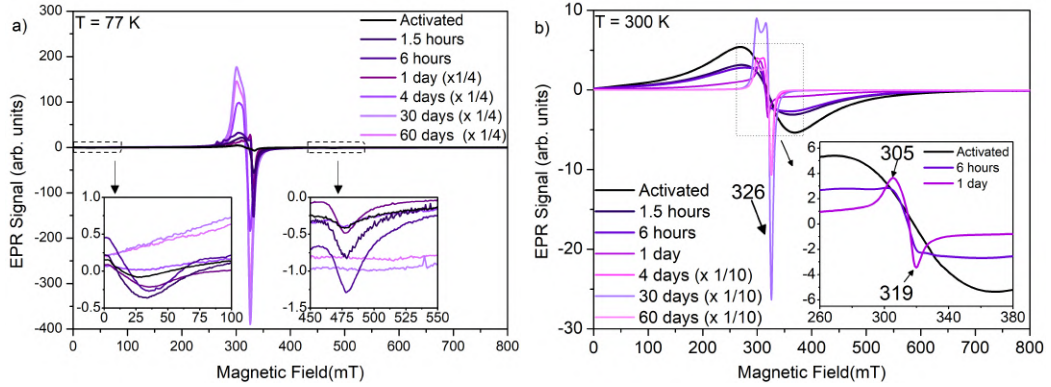 a)
T = 77 K
Activated
1.5 hours
6 hours
1 day (x1/4)
4 days (x 1/4)
30 days (x 1/4)
60 days (x 1/4)
EPR Signal (arb. units)
200
100
0
-100
-200
-300
-400
1.0
0.5
0.0
-0.5
0 25 50 75 100
0.5
0.0
-0.5
-1.0
-1.5
450 475 500 525 550
0 100 200 300 400 500 600 700 800
Magnetic Field(mT)
b)
T = 300 K
EPR Signal (arb. units)
10
0
-10
-20
-30
326
Activated
1.5 hours
6 hours
1 day
4 days (x 1/10)
30 days (x 1/10)
60 days (x 1/10)
305
Activated
6 hours
1 day
319
6
4
2
0
-2
-4
-6
260 300 340 380
0 100 200 300 400 500 600 700 800
Magnetic Field(mT)